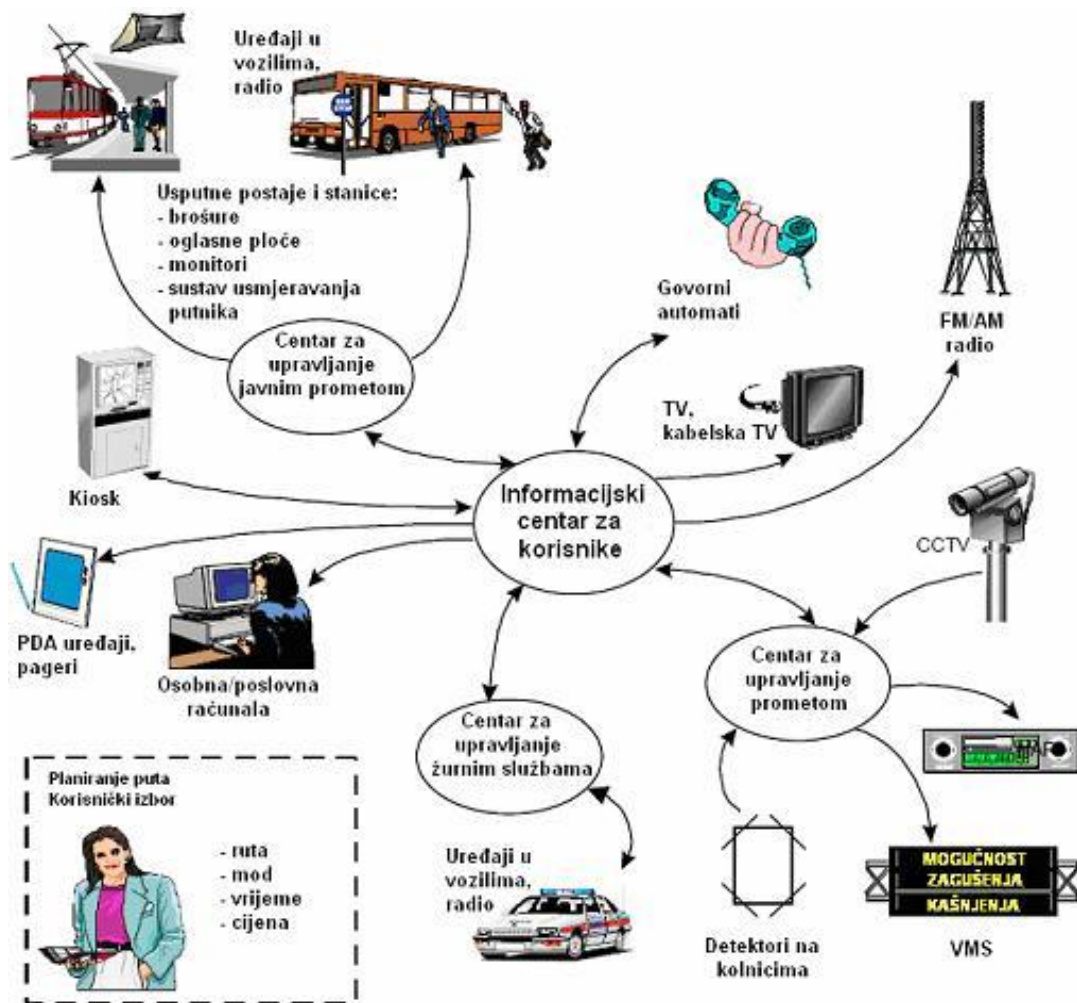 Uređaji u
vozilima,
radio
Usputne postaje i stanice:
- brošure
- oglasne ploče
- monitori
- sustav usmjeravanja
putnika
Centar za
upravljanje
javnim prometom
Govorni
automati
FM/AM
radio
TV,
kabelska TV
Kiosk
Informacijski
centar za
korisnike
CCTV
PDA uređaji,
pageri
Osobna/poslovna
računala
Centar za
upravljanje
prometom
Centar za
upravljanje
žurnim službama
Planiranje puta
Korisnički izbor
- ruta
- mod
- vrijeme
- cijena
Uređaji u
vozilima,
radio
Detektori na
kolnicima
MOGUĆNOST
ZAGUŠENJA
KAŠNJENJA
VMS